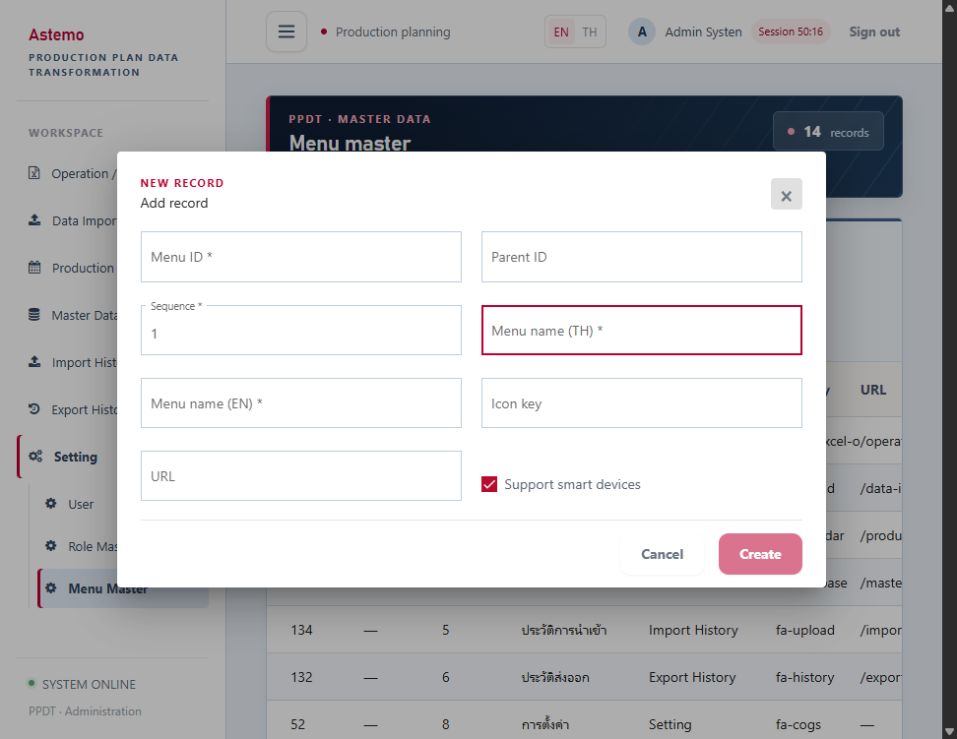 Astemo
PRODUCTION PLAN DATA
TRANSFORMATION
Production planning
EN TH
A Admin Systen
Session 50:16
Sign out
WORKSPACE
Operation /
Data Impor
Production
Master Data
Import Hist
Export Histo
Setting
User
Role Mas
Menu Master
SYSTEM ONLINE
PPDT · Administration
PPDT · MASTER DATA
Menu master
14 records
NEW RECORD
Add record
Menu ID *
Parent ID
Sequence *
1
Menu name (TH) *
Menu name (EN) *
Icon key
URL
Support smart devices
Cancel
Create
y URL
xcel-o /opera
d /data-i
dar /produ
base /maste
134 — 5 ประวัติการนำเข้า Import History fa-upload /impor
132 — 6 ประวัติส่งออก Export History fa-history /expor
52 — 8 การตั้งค่า Setting fa-cogs —